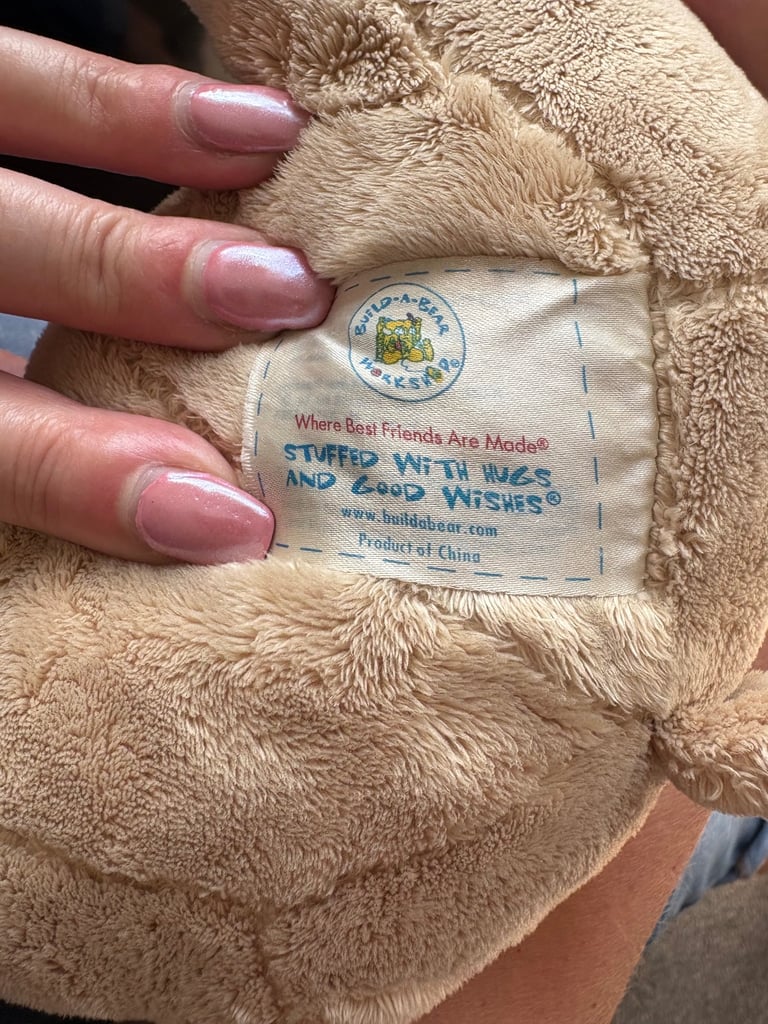 BUILD-A-BEAR
WORKSHOP®
Where Best Friends Are Made®
STUFFED WITH HUGS
AND GOOD WISHES®
www.buildabear.com
Product of China